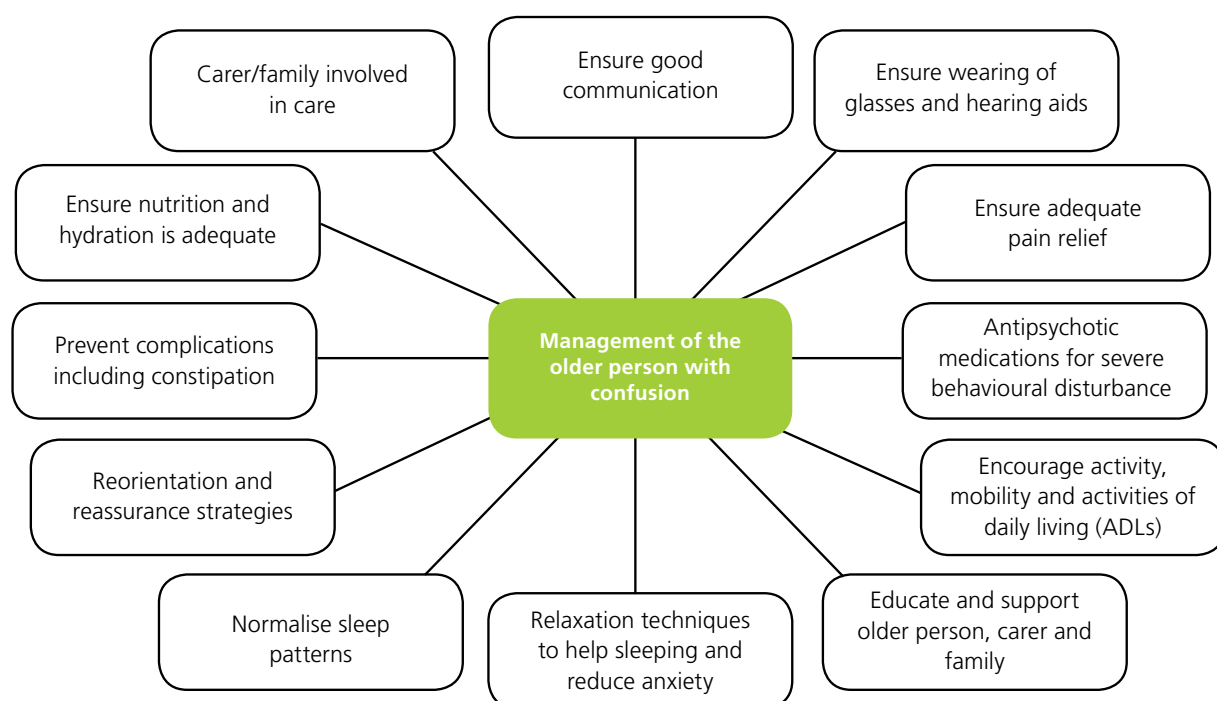 Ensure good
communication
Ensure wearing of
glasses and hearing aids
Ensure adequate
pain relief
Antipsychotic
medications for severe
behavioural disturbance
Encourage activity,
mobility and activities of
daily living (ADLs)
Educate and support
older person, carer and
family
Relaxation techniques
to help sleeping and
reduce anxiety
Normalise sleep
patterns
Reorientation and
reassurance strategies
Prevent complications
including constipation
Ensure nutrition and
hydration is adequate
Carer/family involved
in care
Management of the
older person with
confusion